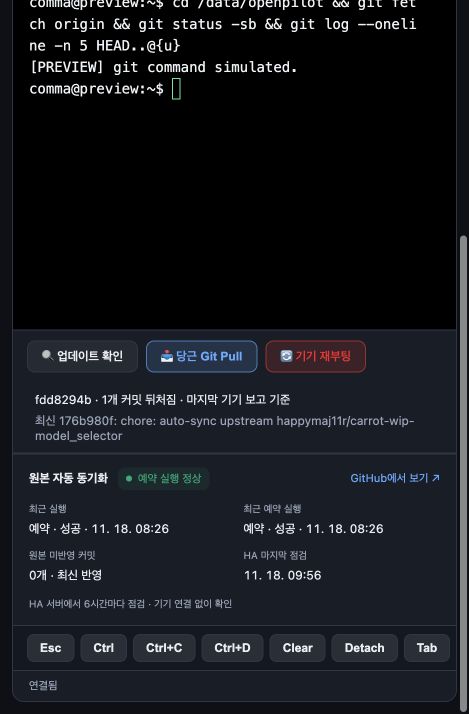 comma@preview:~$ cd /data/openpilot && git fet
ch origin && git status -sb && git log --oneli
ne -n 5 HEAD..@{u}
[PREVIEW] git command simulated.
comma@preview:~$
🔍 업데이트 확인
📥 당근 Git Pull
🔄 기기 재부팅
fdd8294b · 1개 커밋 뒤처짐 · 마지막 기기 보고 기준
최신 176b980f: chore: auto-sync upstream happymaj11r/carrot-wip-
model_selector
원본 자동 동기화
예약 실행 정상
GitHub에서 보기 ↗
최근 실행
예약 · 성공 · 11. 18. 08:26
최근 예약 실행
예약 · 성공 · 11. 18. 08:26
원본 미반영 커밋
0개 · 최신 반영
HA 마지막 점검
11. 18. 09:56
HA 서버에서 6시간마다 점검 · 기기 연결 없이 확인
Esc
Ctrl
Ctrl+C
Ctrl+D
Clear
Detach
Tab
연결됨